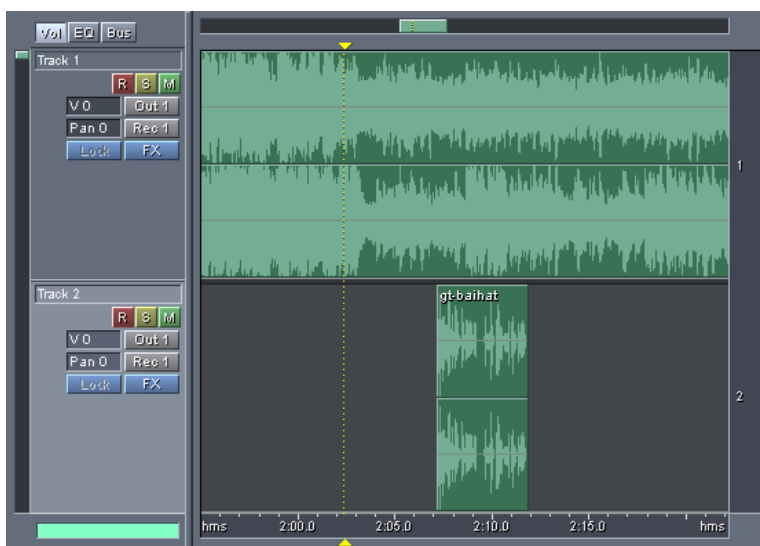 Vol EQ Bus
Track 1
R S M
V 0 Out 1
Pan 0 Rec 1
Lock FX
1
Track 2
gt-baihat
R S M
V 0 Out 1
Pan 0 Rec 1
Lock FX
2
hms 2:00.0 2:05.0 2:10.0 2:15.0 hms